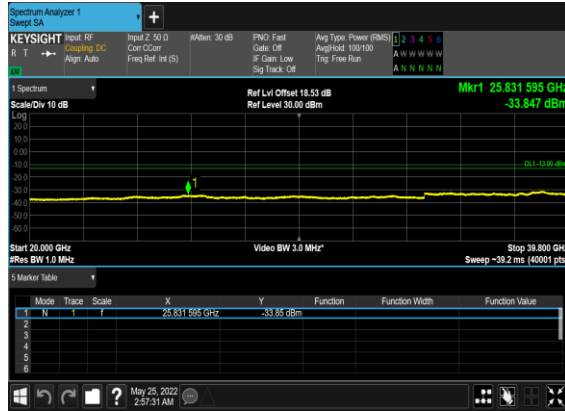 Spectrum Analyzer 1
Swept SA
KEYSIGHT
R T
Input: RF
Coupling: DC
Align: Auto
Input Z: 50 Ω
Corr CCorr
Freq Ref: Int (S)
#Atten: 30 dB
PNO: Fast
Gate: Off
IF Gain: Low
Sig Track: Off
Avg Type: Power (RMS)
Avg|Hold: 100/100
Trig: Free Run
1 2 3 4 5 6
A W W W W W
A N N N N N
1 Spectrum
Scale/Div 10 dB
Log
Ref Lvl Offset 18.53 dB
Ref Level 30.00 dBm
Mkr1 25.831 595 GHz
-33.847 dBm
20.0
10.0
0.00
-10.0
-20.0
-30.0
-40.0
-50.0
-60.0
DL1 -13.00 dBm
1
Start 20.000 GHz
#Res BW 1.0 MHz
Video BW 3.0 MHz*
Stop 39.800 GHz
Sweep ~39.2 ms (40001 pts)
5 Marker Table
Mode Trace Scale X Y Function Function Width Function Value
1 N 1 f 25.831 595 GHz -33.85 dBm
2
3
4
5
6
May 25, 2022
2:57:31 AM